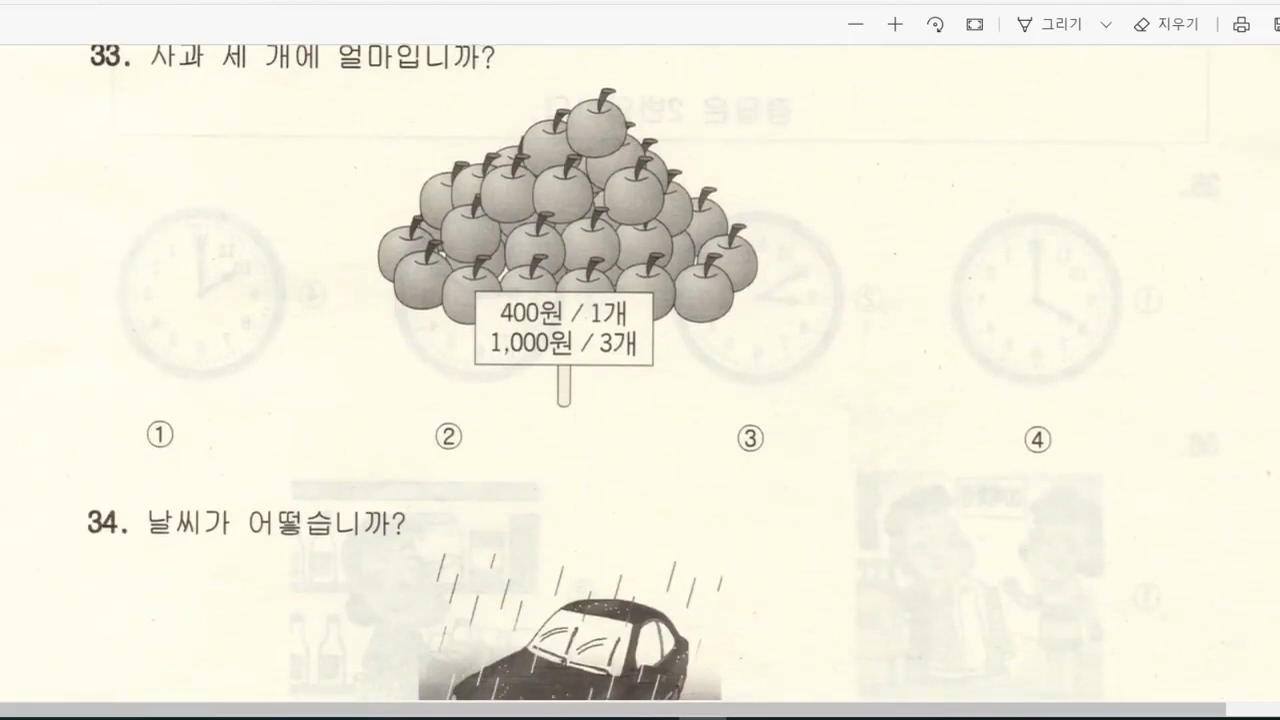 그리기
지우기
33. 사과 세 개에 얼마입니까?
400원 / 1개
1,000원 / 3개
① ② ③ ④
34. 날씨가 어떻습니까?